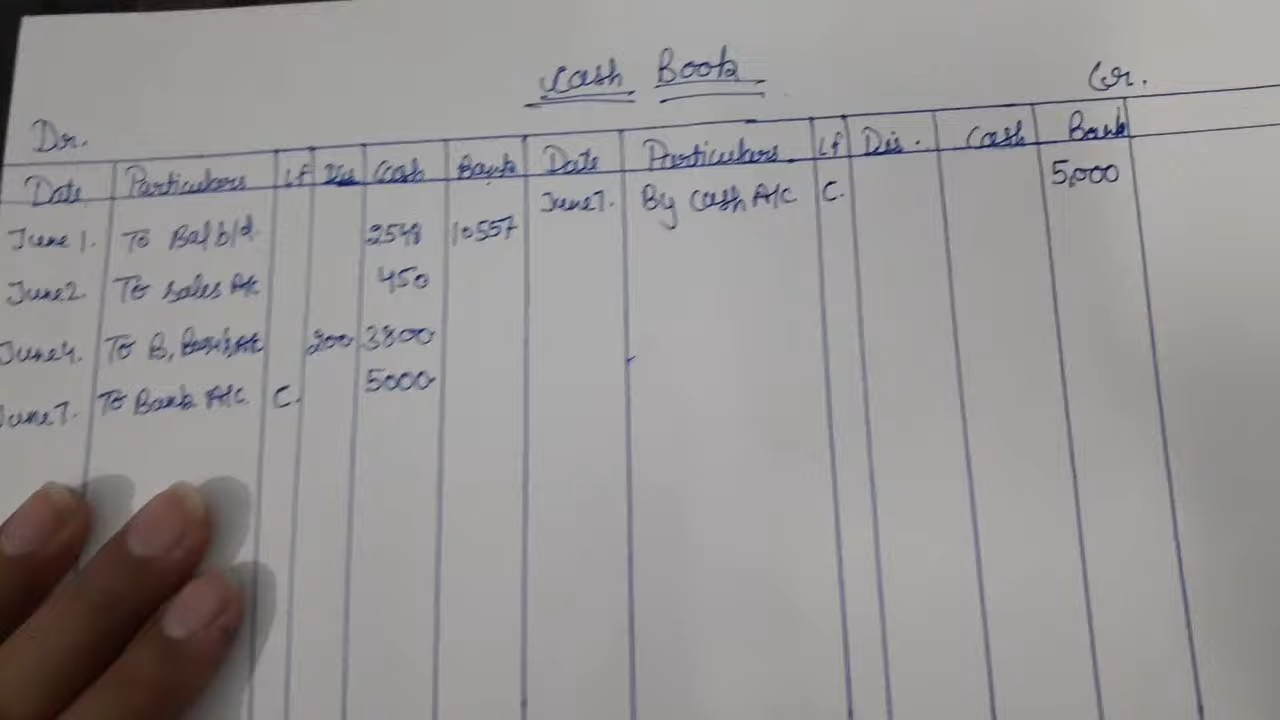 Cash Book
Dr. Cr.
Date Particulars Lf Dis Cash Bank Date Particulars Lf Dis. Cash Bank
June 1. To Bal b/d. 2548 10557 June 7. By Cash A/c C. 5,000
June 2. To Sales A/c 450
June 4. To B, 200 3800
June 7. To Bank A/c C. 5000